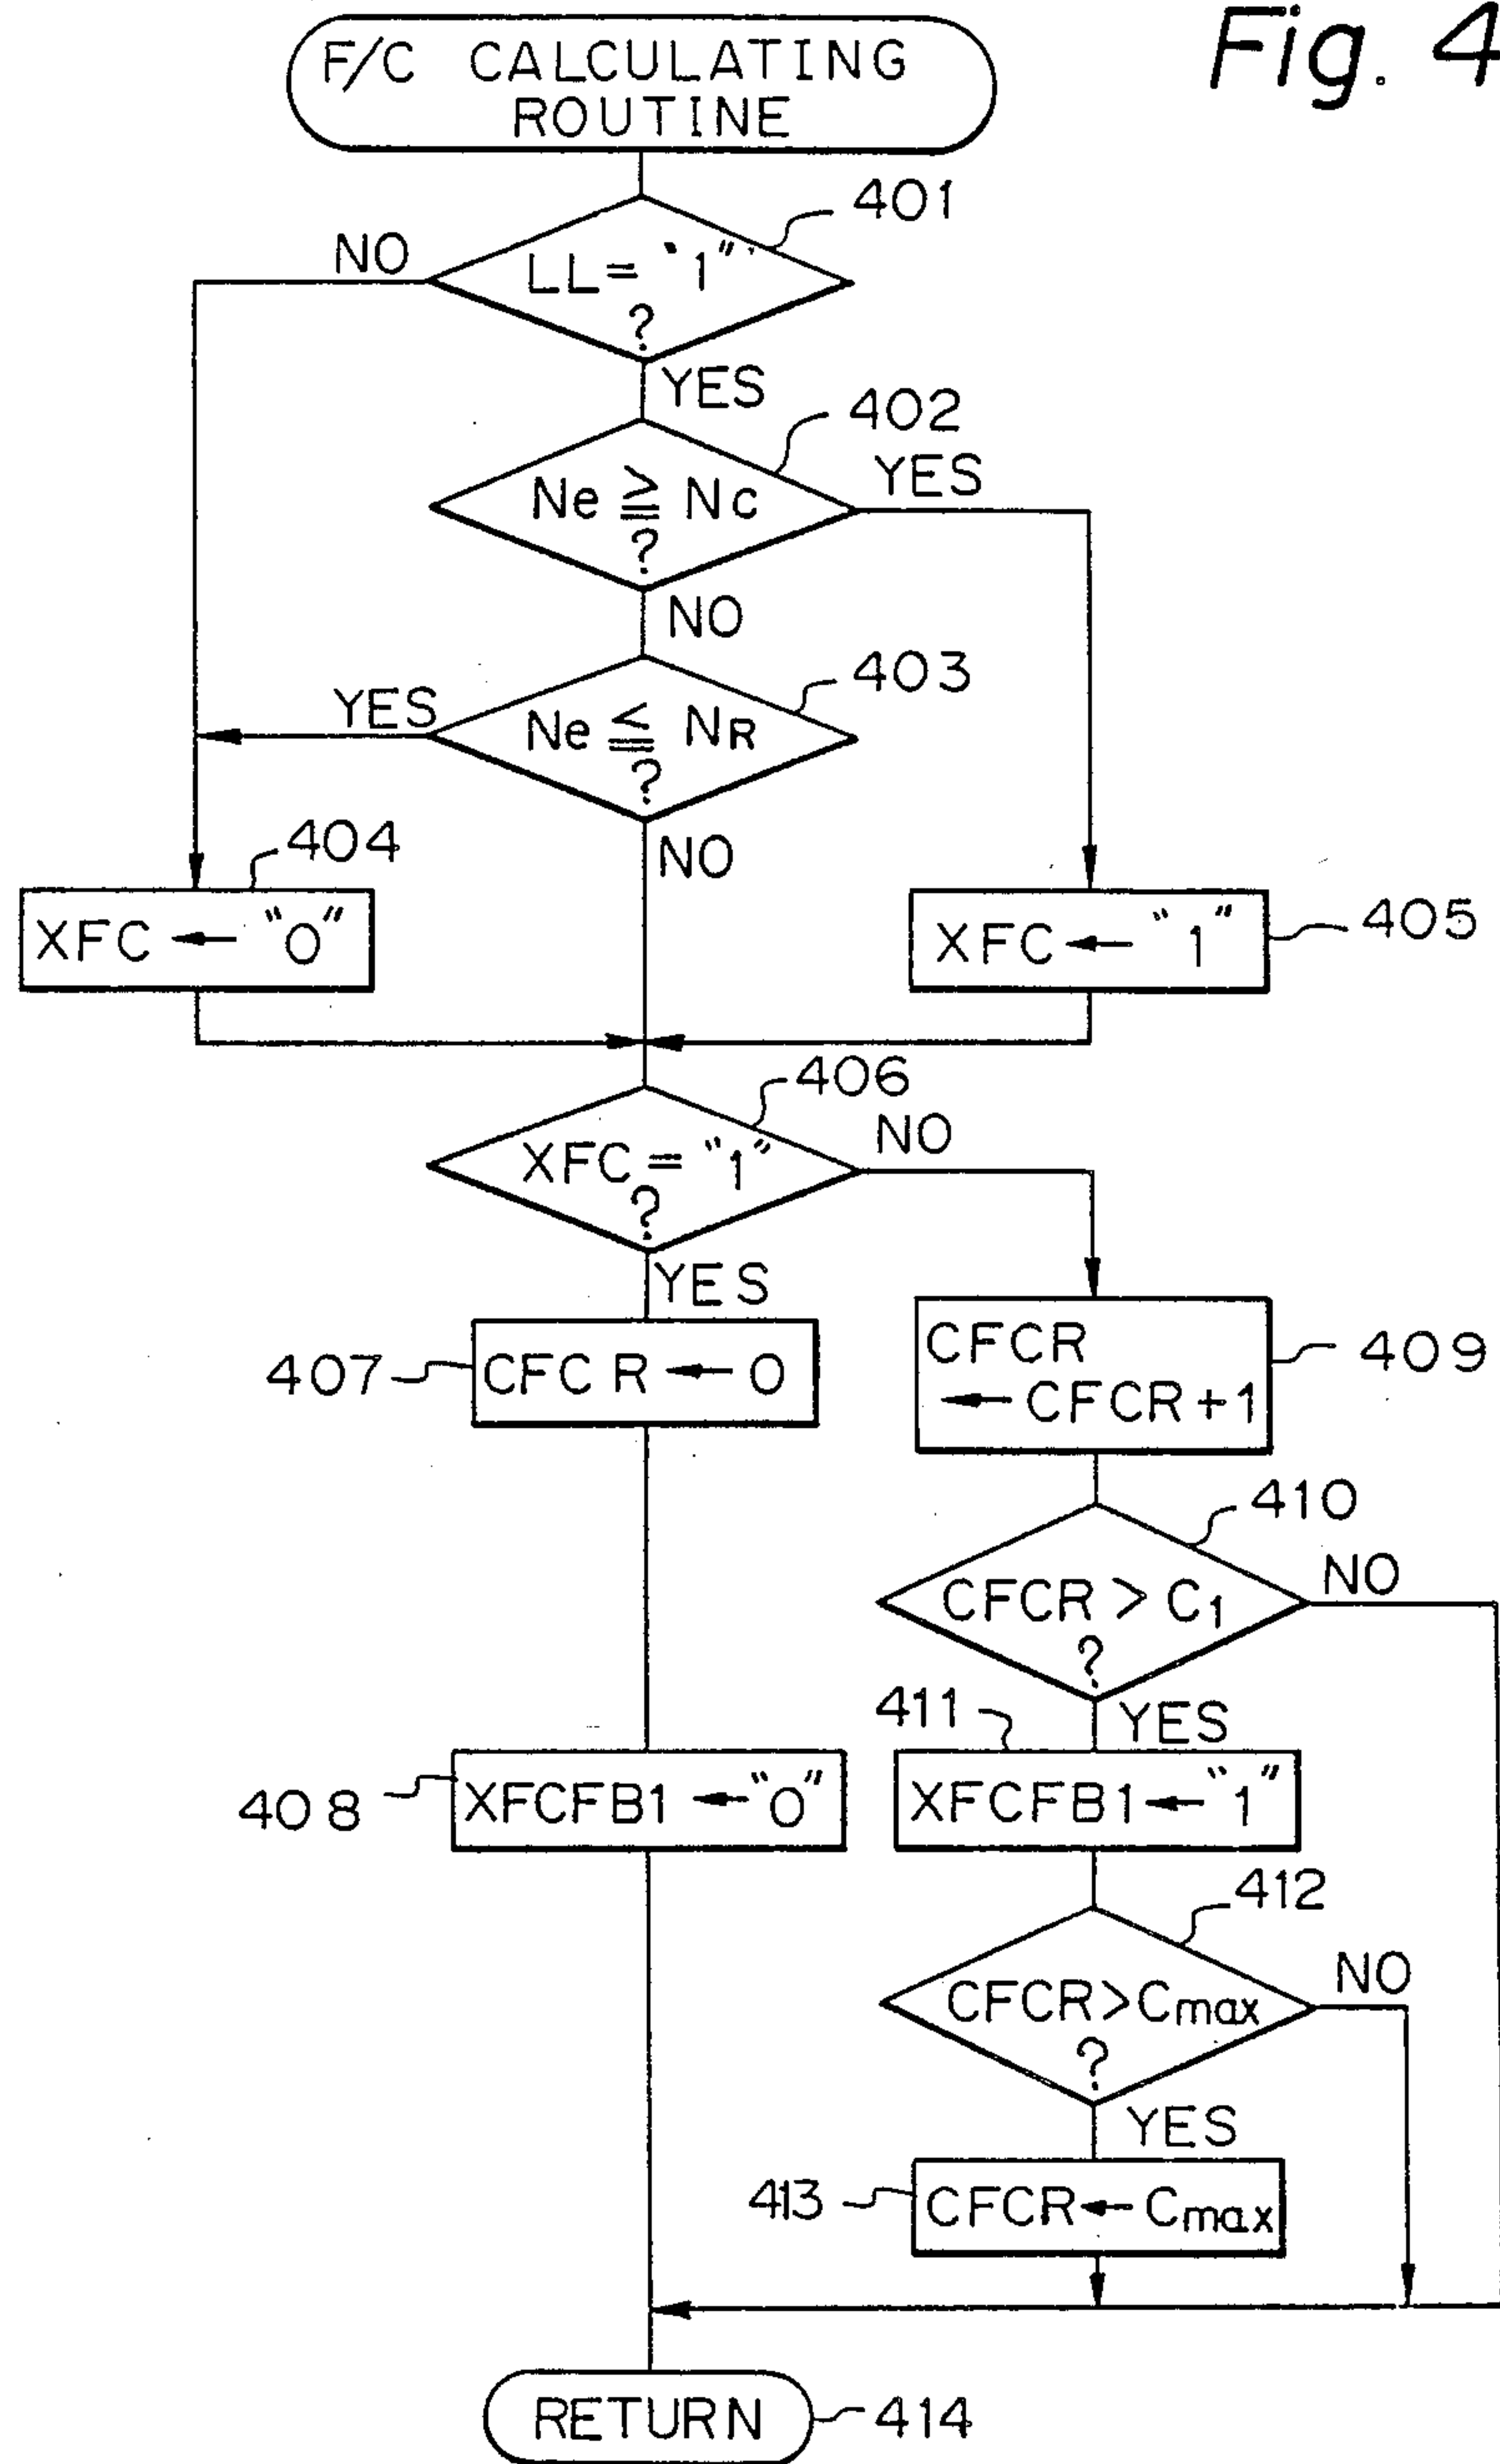 Fig. 4
F/C CALCULATING
ROUTINE
401
NO
LL = "1"
?
YES
402
YES
Ne ≧ Nc
?
NO
403
YES
Ne ≦ NR
?
NO
404
XFC ← "0"
405
XFC ← "1"
406
NO
XFC = "1"
?
YES
407
CFCR ← 0
409
CFCR
← CFCR+1
410
NO
CFCR > C1
?
YES
411
408
XFCFB1 ← "0"
XFCFB1 ← "1"
412
NO
CFCR > Cmax
?
YES
413
CFCR ← Cmax
RETURN
414